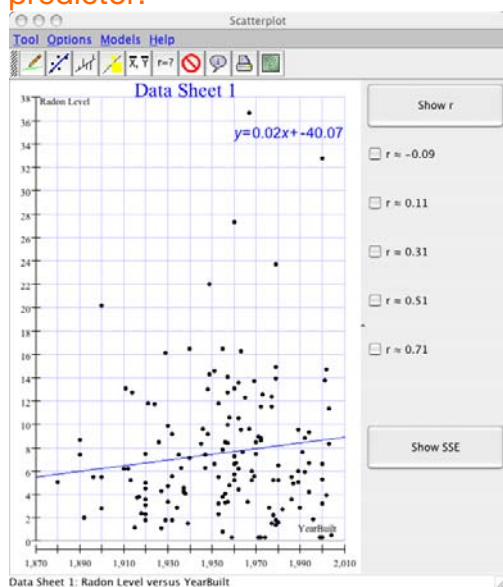 predictor?
Scatterplot
Tool Options Models Help
x̄, ȳ r=?
Data Sheet 1
Radon Level
y=0.02x+-40.07
38
36
34
32
30
28
26
24
22
20
18
16
14
12
10
8
6
4
2
0
YearBuilt
1,870 1,890 1,910 1,930 1,950 1,970 1,990 2,010
Show r
r ≈ -0.09
r ≈ 0.11
r ≈ 0.31
r ≈ 0.51
r ≈ 0.71
Show SSE
Data Sheet 1: Radon Level versus YearBuilt